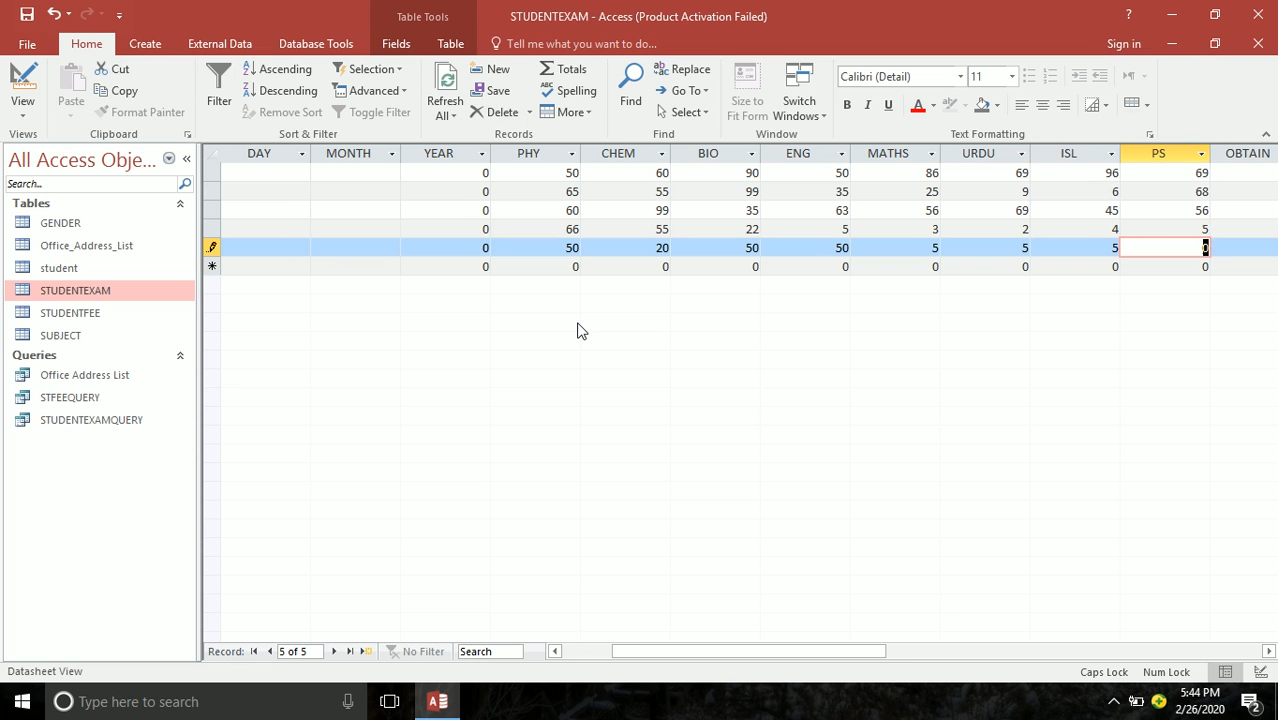 Table Tools
STUDENTEXAM - Access (Product Activation Failed)
?
File
Home
Create
External Data
Database Tools
Fields
Table
Tell me what you want to do...
Sign in
View
Views
Paste
Cut
Copy
Format Painter
Clipboard
Filter
Ascending
Descending
Remove Sort
Selection
Advanced
Toggle Filter
Sort & Filter
Refresh
All
New
Save
Delete
Totals
Spelling
More
Records
Find
Replace
Go To
Select
Find
Size to
Fit Form
Switch
Windows
Window
Calibri (Detail)
11
B I U
Text Formatting
All Access Obje...
Search...
Tables
GENDER
Office_Address_List
student
STUDENTEXAM
STUDENTFEE
SUBJECT
Queries
Office Address List
STFEEQUERY
STUDENTEXAMQUERY
DAY MONTH YEAR PHY CHEM BIO ENG MATHS URDU ISL PS OBTAIN
0 50 60 90 50 86 69 96 69
0 65 55 99 35 25 9 6 68
0 60 99 35 63 56 69 45 56
0 66 55 22 5 3 2 4 5
0 50 20 50 50 5 5 5 0
0 0 0 0 0 0 0 0 0
Record: 5 of 5 No Filter Search
Datasheet View
Caps Lock Num Lock
Type here to search
5:44 PM
2/26/2020
2